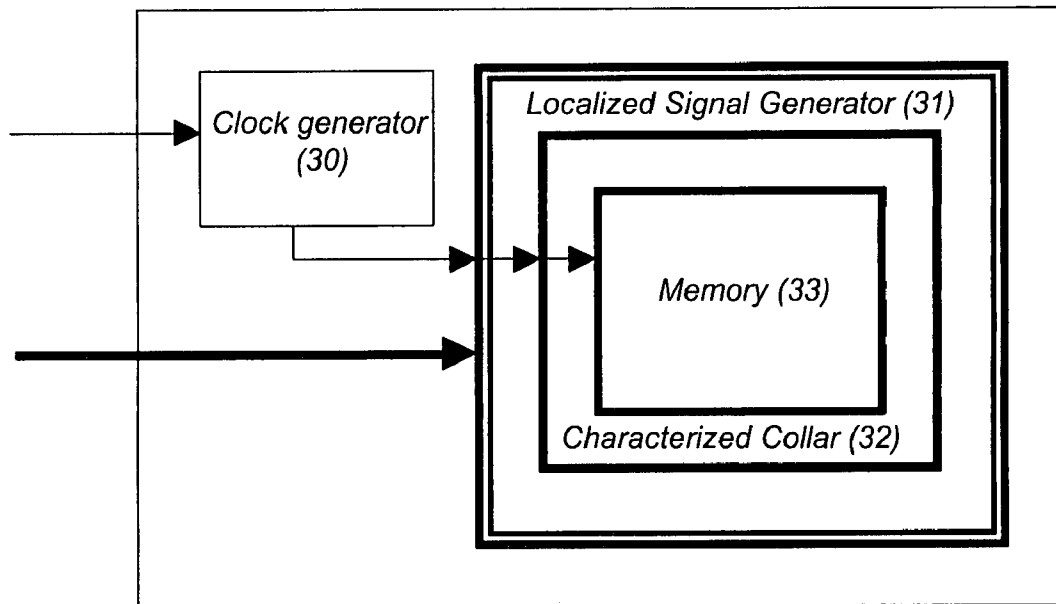 Localized Signal Generator (31)
Clock generator
(30)
Memory (33)
Characterized Collar (32)